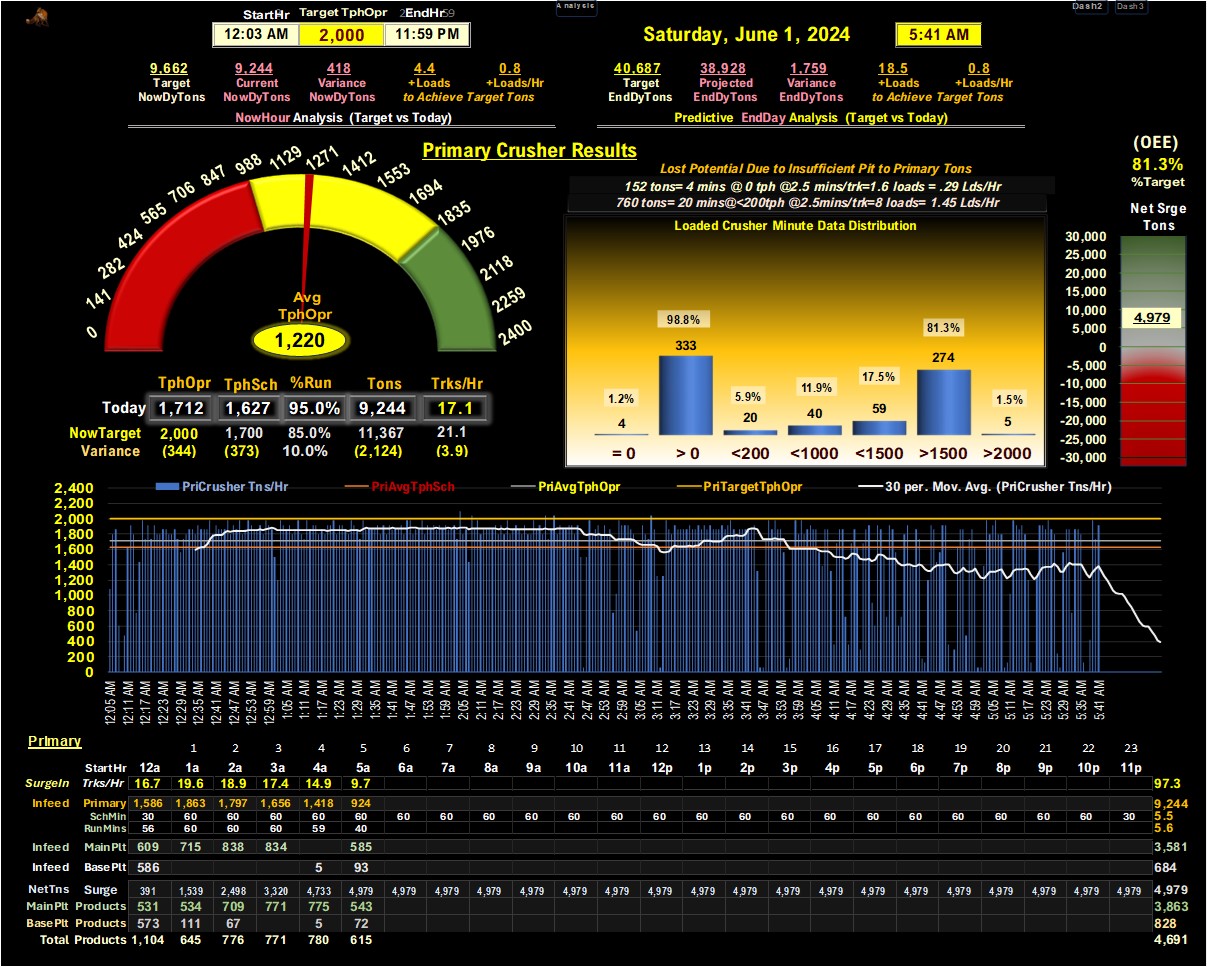 Analysis
Dash2 Dash3
StartHr Target TphOpr EndHr
12:03 AM 2,000 11:59 PM
Saturday, June 1, 2024 5:41 AM
9,662 9,244 418 4.4 0.8
Target Current Variance +Loads +Loads/Hr
NowDyTons NowDyTons NowDyTons to Achieve Target Tons
40,687 38,928 1,759 18.5 0.8
Target Projected Variance +Loads +Loads/Hr
EndDyTons EndDyTons EndDyTons to Achieve Target Tons
NowHour Analysis (Target vs Today)
Predictive EndDay Analysis (Target vs Today)
Primary Crusher Results
0 141 282 424 565 706 847 988 1129 1271 1412 1553 1694 1835 1976 2118 2259 2400
Avg
TphOpr
1,220
TphOpr TphSch %Run Tons Trks/Hr
Today 1,712 1,627 95.0% 9,244 17.1
NowTarget 2,000 1,700 85.0% 11,367 21.1
Variance (344) (373) 10.0% (2,124) (3.9)
Lost Potential Due to Insufficient Pit to Primary Tons
152 tons= 4 mins @ 0 tph @2.5 mins/trk=1.6 loads = .29 Lds/Hr
760 tons= 20 mins@<200tph @2.5mins/trk=8 loads= 1.45 Lds/Hr
Loaded Crusher Minute Data Distribution
1.2% 98.8% 5.9% 11.9% 17.5% 81.3% 1.5%
4 333 20 40 59 274 5
= 0 > 0 <200 <1000 <1500 >1500 >2000
(OEE)
81.3%
%Target
Net Srge
Tons
30,000
25,000
20,000
15,000
10,000
4,979
5,000
0
-5,000
-10,000
-15,000
-20,000
-25,000
-30,000
PriCrusher Tns/Hr PriAvgTphSch PriAvgTphOpr PriTargetTphOpr 30 per. Mov. Avg. (PriCrusher Tns/Hr)
2,400
2,200
2,000
1,800
1,600
1,400
1,200
1,000
800
600
400
200
0
12:05 AM 12:11 AM 12:17 AM 12:23 AM 12:29 AM 12:35 AM 12:41 AM 12:47 AM 12:53 AM 12:59 AM 1:05 AM 1:11 AM 1:17 AM 1:23 AM 1:29 AM 1:35 AM 1:41 AM 1:47 AM 1:53 AM 1:59 AM 2:05 AM 2:11 AM 2:17 AM 2:23 AM 2:29 AM 2:35 AM 2:41 AM 2:47 AM 2:53 AM 2:59 AM 3:05 AM 3:11 AM 3:17 AM 3:23 AM 3:29 AM 3:35 AM 3:41 AM 3:47 AM 3:53 AM 3:59 AM 4:05 AM 4:11 AM 4:17 AM 4:23 AM 4:29 AM 4:35 AM 4:41 AM 4:47 AM 4:53 AM 4:59 AM 5:05 AM 5:11 AM 5:17 AM 5:23 AM 5:29 AM 5:35 AM 5:41 AM
Primary
1 2 3 4 5 6 7 8 9 10 11 12 13 14 15 16 17 18 19 20 21 22 23
StartHr 12a 1a 2a 3a 4a 5a 6a 7a 8a 9a 10a 11a 12p 1p 2p 3p 4p 5p 6p 7p 8p 9p 10p 11p
SurgeIn Trks/Hr 16.7 19.6 18.9 17.4 14.9 9.7 97.3
Infeed Primary 1,586 1,863 1,797 1,656 1,418 924 9,244
SchMin 30 60 60 60 60 60 60 60 60 60 60 60 60 60 60 60 60 60 60 60 60 60 60 30 5.5
RunMins 56 60 60 60 59 40 5.6
Infeed MainPlt 609 715 838 834 585 3,581
Infeed BasePlt 586 5 93 684
NetTns Surge 391 1,539 2,498 3,320 4,733 4,979 4,979 4,979 4,979 4,979 4,979 4,979 4,979 4,979 4,979 4,979 4,979 4,979 4,979 4,979 4,979 4,979 4,979 4,979 4,979
MainPlt Products 531 534 709 771 775 543 3,863
BasePlt Products 573 111 67 5 72 828
Total Products 1,104 645 776 771 780 615 4,691